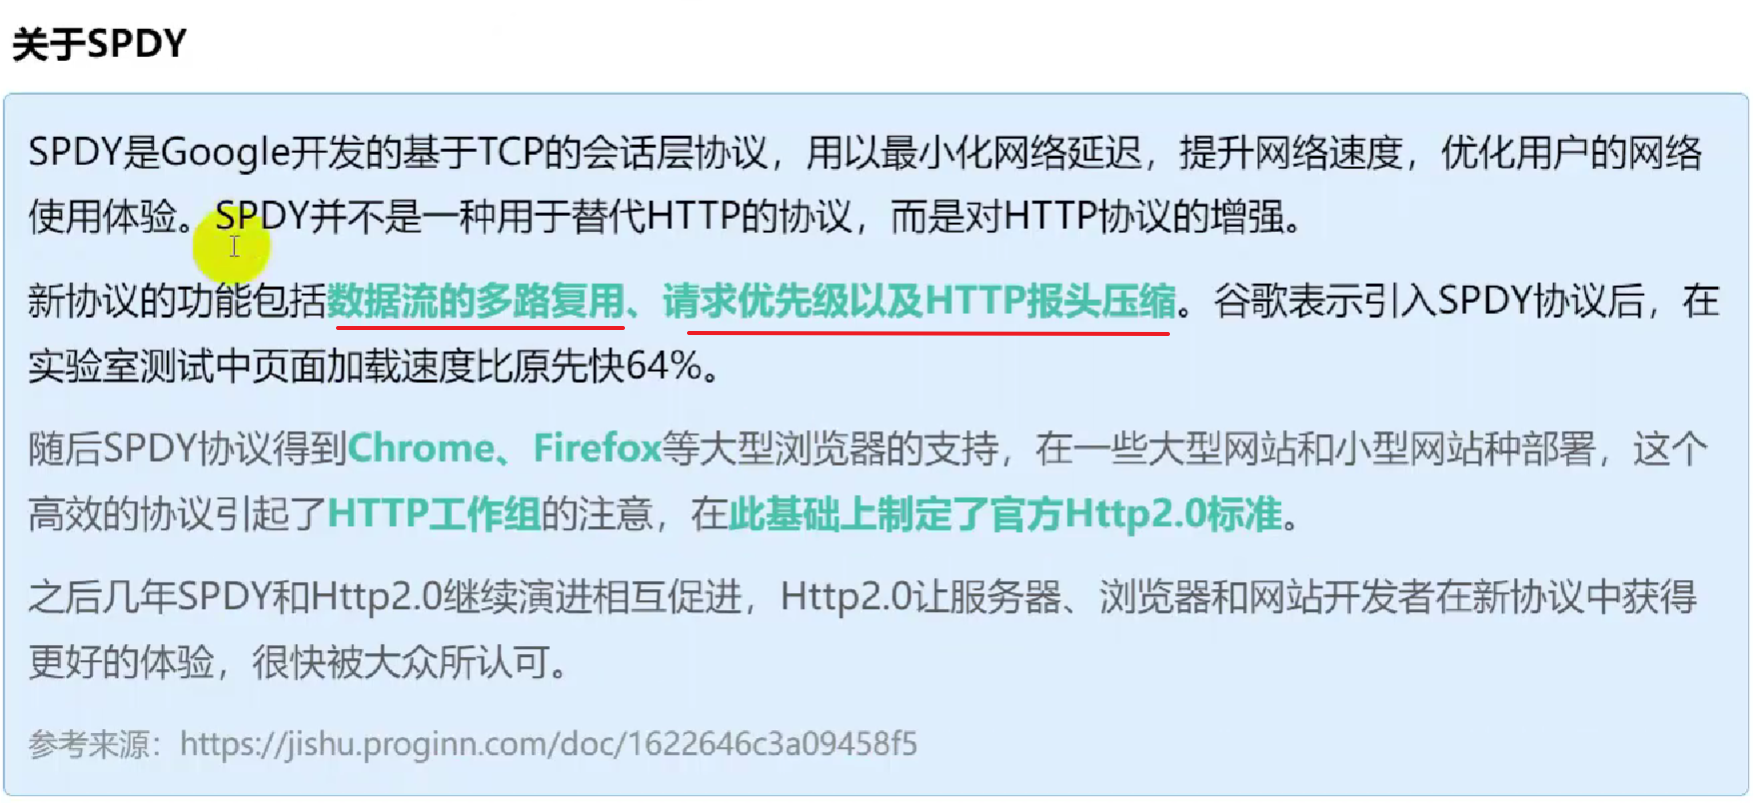 关于SPDY
SPDY是Google开发的基于TCP的会话层协议，用以最小化网络延迟，提升网络速度，优化用户的网络
使用体验。SPDY并不是一种用于替代HTTP的协议，而是对HTTP协议的增强。
新协议的功能包括数据流的多路复用、请求优先级以及HTTP报头压缩。谷歌表示引入SPDY协议后，在
实验室测试中页面加载速度比原先快64%。
随后SPDY协议得到Chrome、Firefox等大型浏览器的支持，在一些大型网站和小型网站种部署，这个
高效的协议引起了HTTP工作组的注意，在此基础上制定了官方Http2.0标准。
之后几年SPDY和Http2.0继续演进相互促进，Http2.0让服务器、浏览器和网站开发者在新协议中获得
更好的体验，很快被大众所认可。
参考来源：https://jishu.proginn.com/doc/1622646c3a09458f5